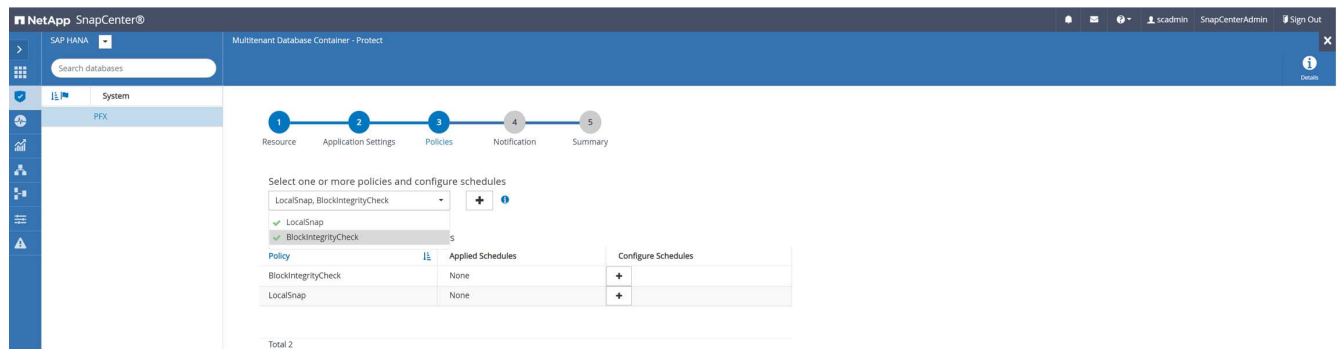 NetApp SnapCenter®
scadmin SnapCenterAdmin Sign Out
SAP HANA
Multitenant Database Container - Protect
Search databases
Details
System
PFX
1 2 3 4 5
Resource Application Settings Policies Notification Summary
Select one or more policies and configure schedules
LocalSnap, BlockIntegrityCheck
LocalSnap
BlockIntegrityCheck
s
Policy Applied Schedules Configure Schedules
BlockIntegrityCheck None
LocalSnap None
Total 2